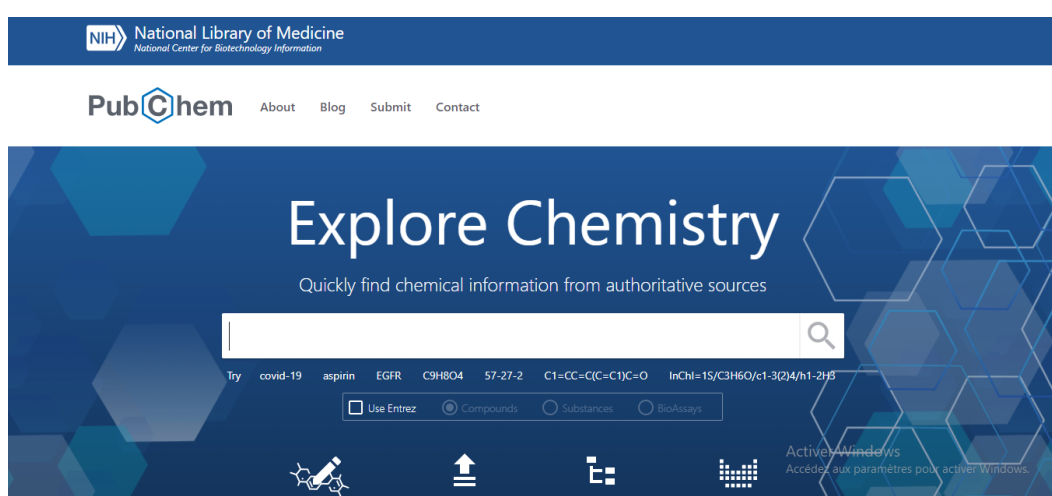 NIH National Library of Medicine
National Center for Biotechnology Information
PubChem About Blog Submit Contact
Explore Chemistry
Quickly find chemical information from authoritative sources
Try covid-19 aspirin EGFR C9H8O4 57-27-2 C1=CC=C(C=C1)C=O InChI=1S/C3H6O/c1-3(2)4/h1-2H3
Use Entrez Compounds Substances BioAssays
Activer Windows
Accédez aux paramètres pour activer Windows.